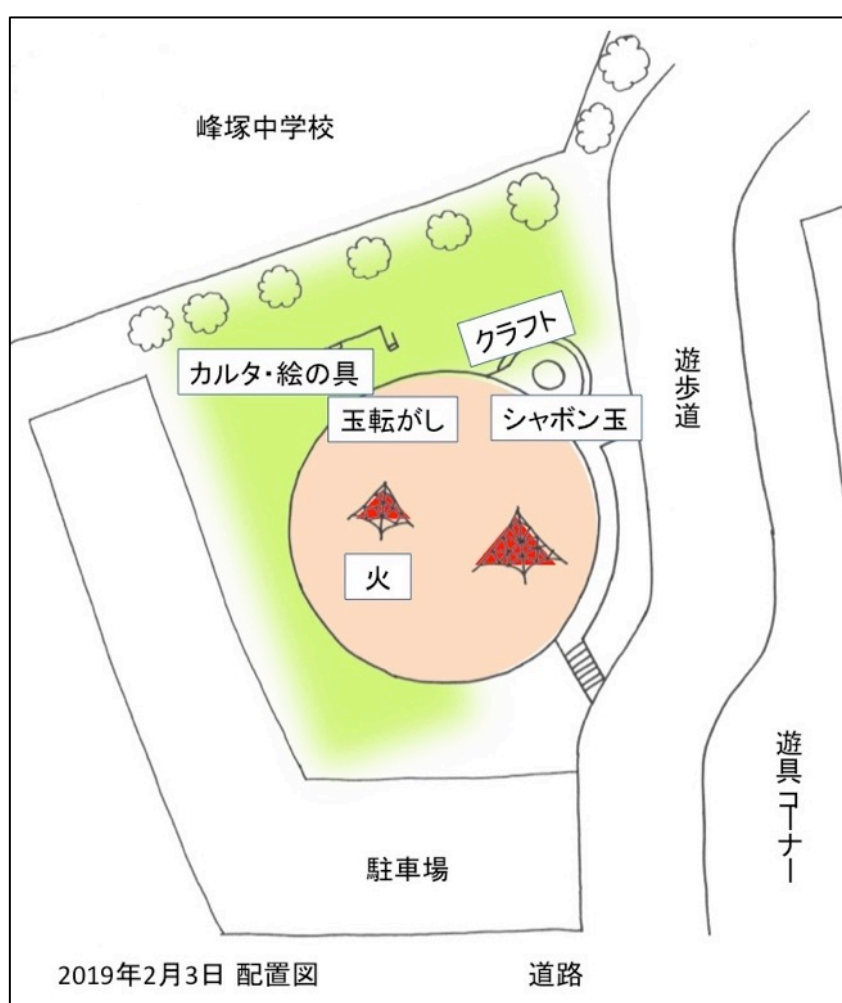 峰塚中学校
クラフト
カルタ・絵の具
玉転がし
シャボン玉
遊歩道
火
遊具コーナー
駐車場
2019年2月3日 配置図
道路